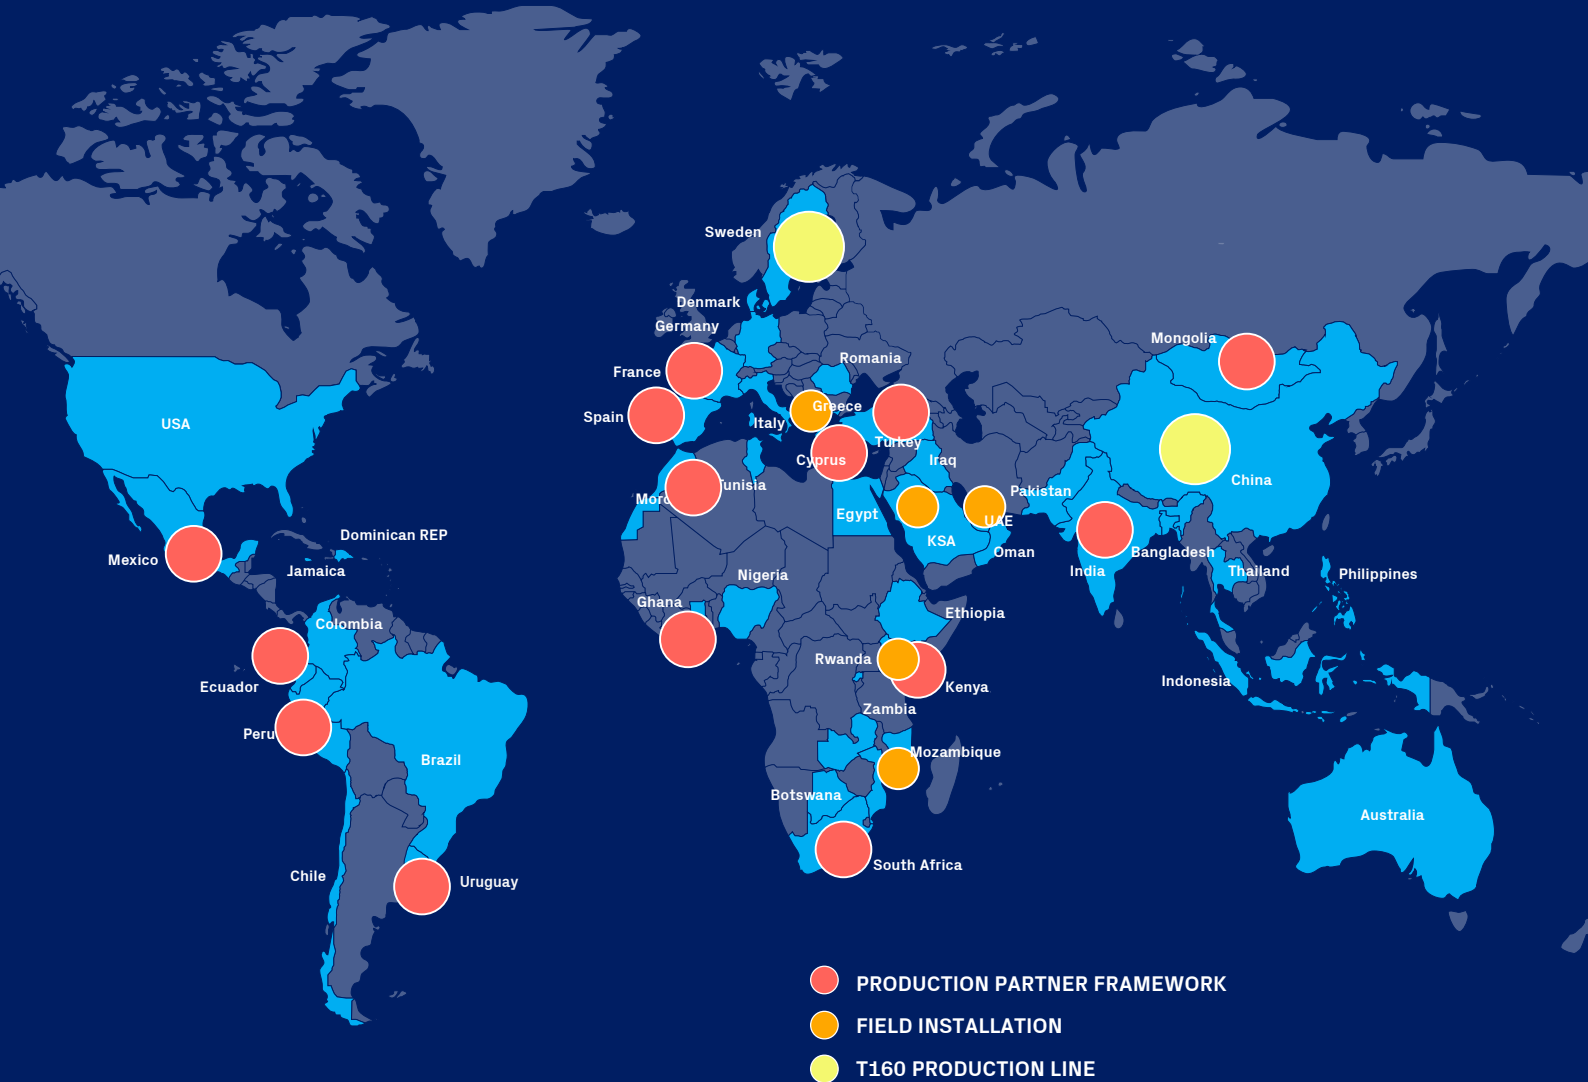 Sweden
Denmark
Germany
Mongolia
Romania
France
Greece
Spain
Italy
USA
Turkey
Cyprus
Iraq
China
Tunisia
Pakistan
Egypt
UAE
Dominican REP
KSA
Oman
Bangladesh
Mexico
Jamaica
Nigeria
India
Thailand
Philippines
Ghana
Ethiopia
Colombia
Rwanda
Indonesia
Ecuador
Kenya
Zambia
Peru
Mozambique
Brazil
Botswana
Australia
South Africa
Chile
Uruguay
PRODUCTION PARTNER FRAMEWORK
FIELD INSTALLATION
T160 PRODUCTION LINE